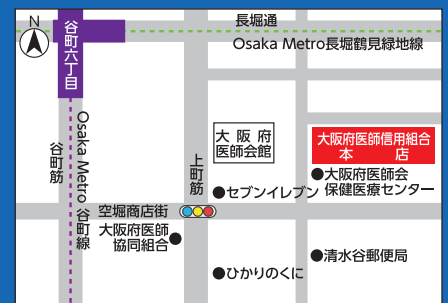 N
長堀通
Osaka Metro長堀鶴見緑地線
谷町六丁目
谷町筋
Osaka Metro 谷町線
上町筋
大阪府
医師会館
大阪府医師信用組合
本店
大阪府医師会
保健医療センター
セブンイレブン
空堀商店街
大阪府医師
協同組合
清水谷郵便局
ひかりのくに